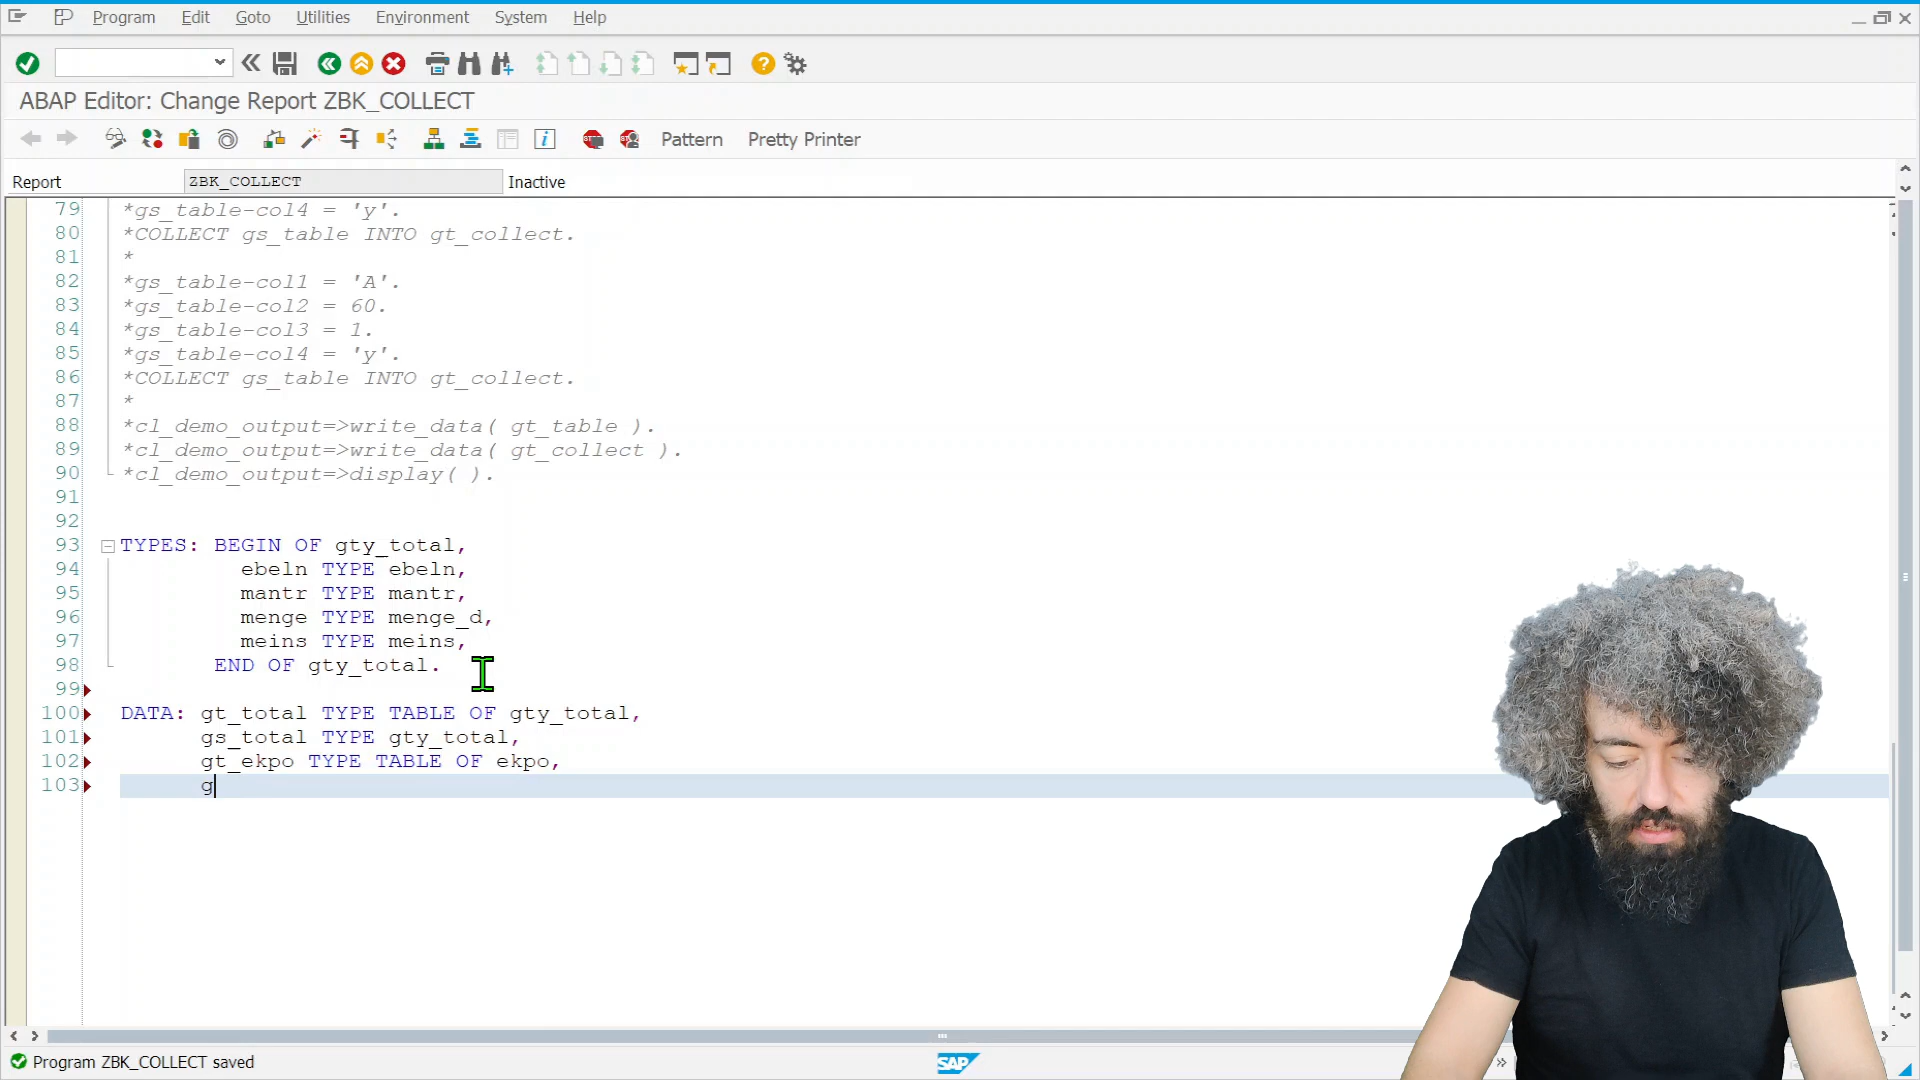 Program Edit Goto Utilities Environment System Help
ABAP Editor: Change Report ZBK_COLLECT
Pattern Pretty Printer
Report ZBK_COLLECT Inactive
79 *gs_table-col4 = 'y'.
80 *COLLECT gs_table INTO gt_collect.
81 *
82 *gs_table-col1 = 'A'.
83 *gs_table-col2 = 60.
84 *gs_table-col3 = 1.
85 *gs_table-col4 = 'y'.
86 *COLLECT gs_table INTO gt_collect.
87 *
88 *cl_demo_output=>write_data( gt_table ).
89 *cl_demo_output=>write_data( gt_collect ).
90 *cl_demo_output=>display( ).
91
92
93 TYPES: BEGIN OF gty_total,
94 ebeln TYPE ebeln,
95 mantr TYPE mantr,
96 menge TYPE menge_d,
97 meins TYPE meins,
98 END OF gty_total.
99
100 DATA: gt_total TYPE TABLE OF gty_total,
101 gs_total TYPE gty_total,
102 gt_ekpo TYPE TABLE OF ekpo,
103 g
Program ZBK_COLLECT saved
SAP